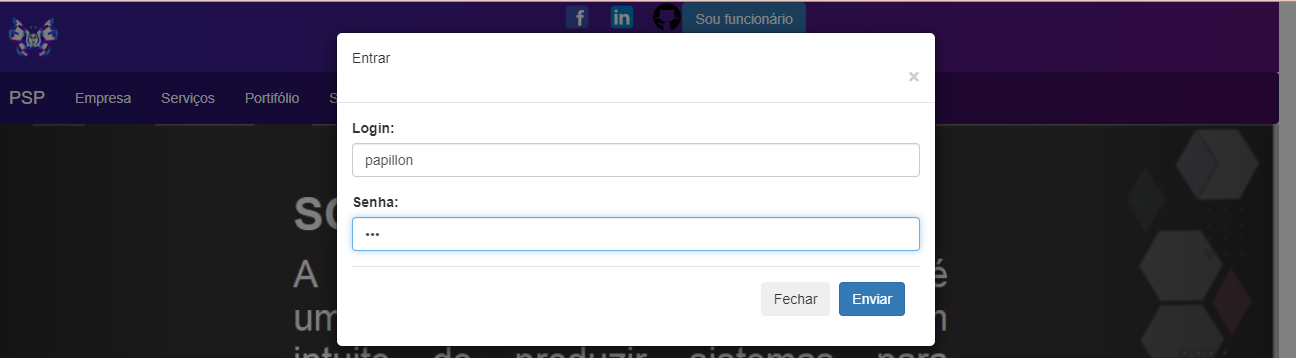 f in Sou funcionário
PSP Empresa Serviços Portifólio S
Entrar
×
Login:
papillon
Senha:
•••
Fechar Enviar
A é
um
intuito de produzir sistemas para